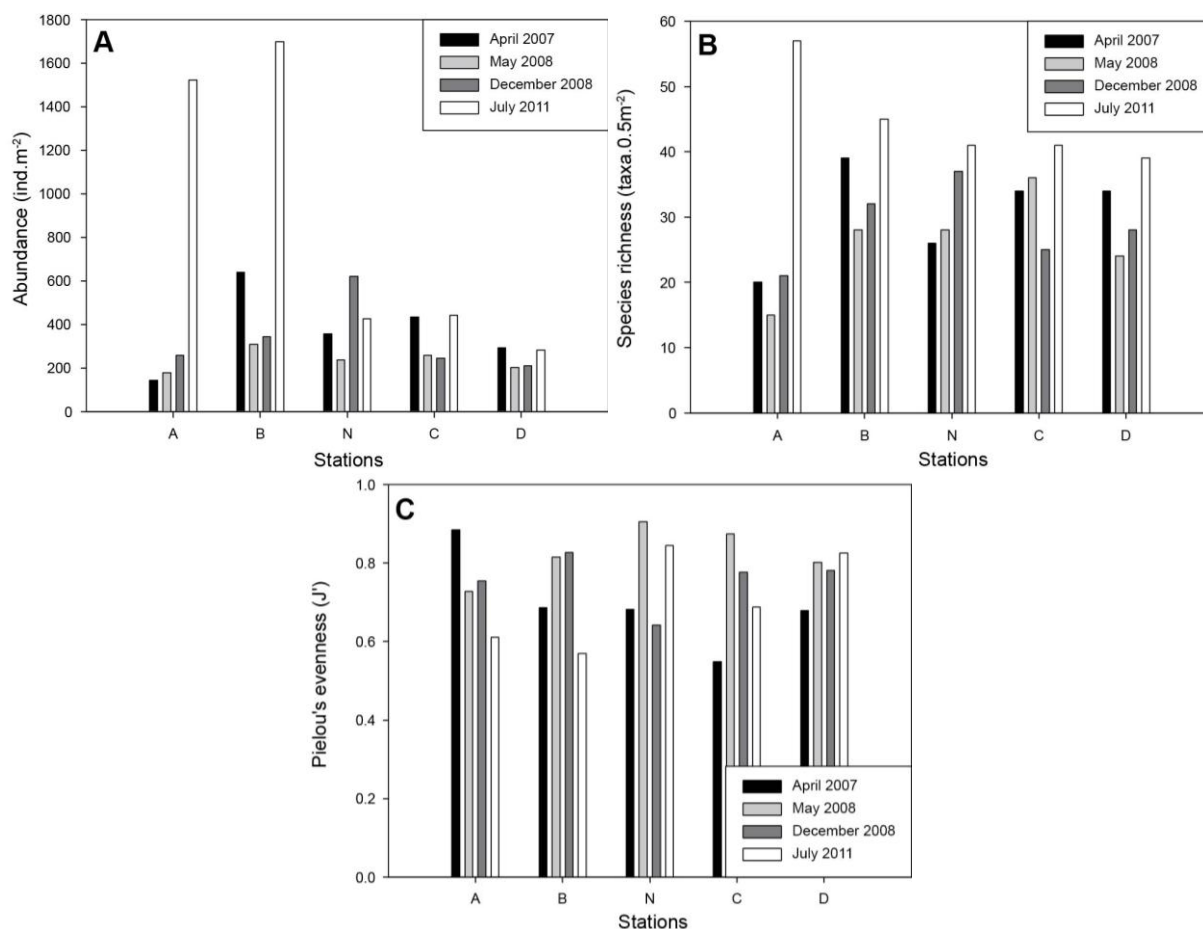 A
April 2007
May 2008
December 2008
July 2011
1800
1600
1400
1200
1000
800
600
400
200
0
Abundance (ind.m-2)
A B N C D
Stations
B
April 2007
May 2008
December 2008
July 2011
60
50
40
30
20
10
0
Species richness (taxa.0.5m-2)
A B N C D
Stations
C
1.0
0.8
0.6
0.4
0.2
0.0
Pielou's evenness (J')
April 2007
May 2008
December 2008
July 2011
A B N C D
Stations